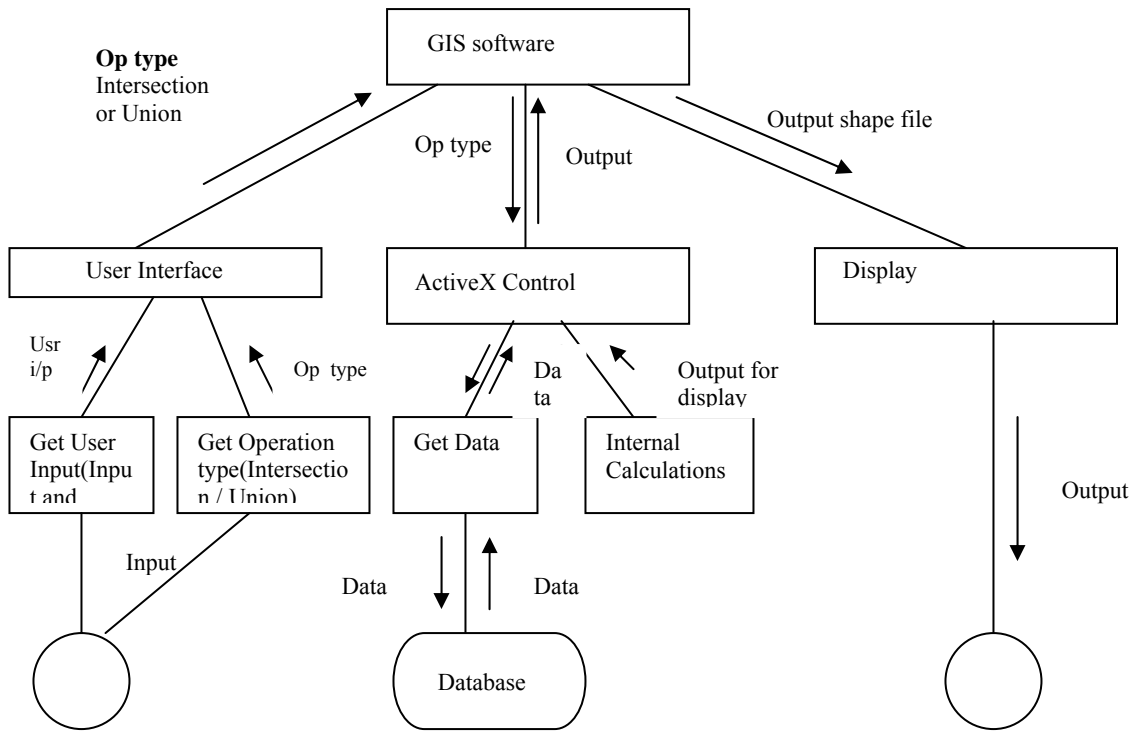 GIS software
Op type
Intersection
or Union
Op type
Output
Output shape file
User Interface
ActiveX Control
Display
Usr
i/p
Op type
Da
ta
Output for
display
Get User
Input(Inpu
t and
Get Operation
type(Intersectio
n / Union)
Get Data
Internal
Calculations
Output
Input
Data
Data
Database